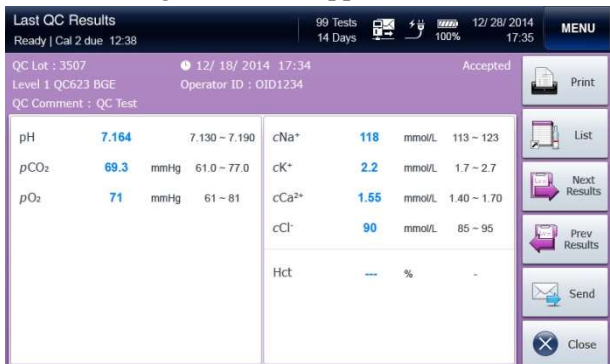 Last QC Results
Ready | Cal 2 due 12:38
99 Tests
14 Days
100%
12/ 28/ 2014
17:35
MENU
QC Lot : 3507
12/ 18/ 2014 17:34
Accepted
Level 1 QC623 BGE
Operator ID : OID1234
QC Comment : QC Test
pH 7.164 7.130 ~ 7.190
pCO₂ 69.3 mmHg 61.0 ~ 77.0
pO₂ 71 mmHg 61 ~ 81
cNa⁺ 118 mmol/L 113 ~ 123
cK⁺ 2.2 mmol/L 1.7 ~ 2.7
cCa²⁺ 1.55 mmol/L 1.40 ~ 1.70
cCl⁻ 90 mmol/L 85 ~ 95
Hct --- % -
Print
List
Next
Results
Prev
Results
Send
Close